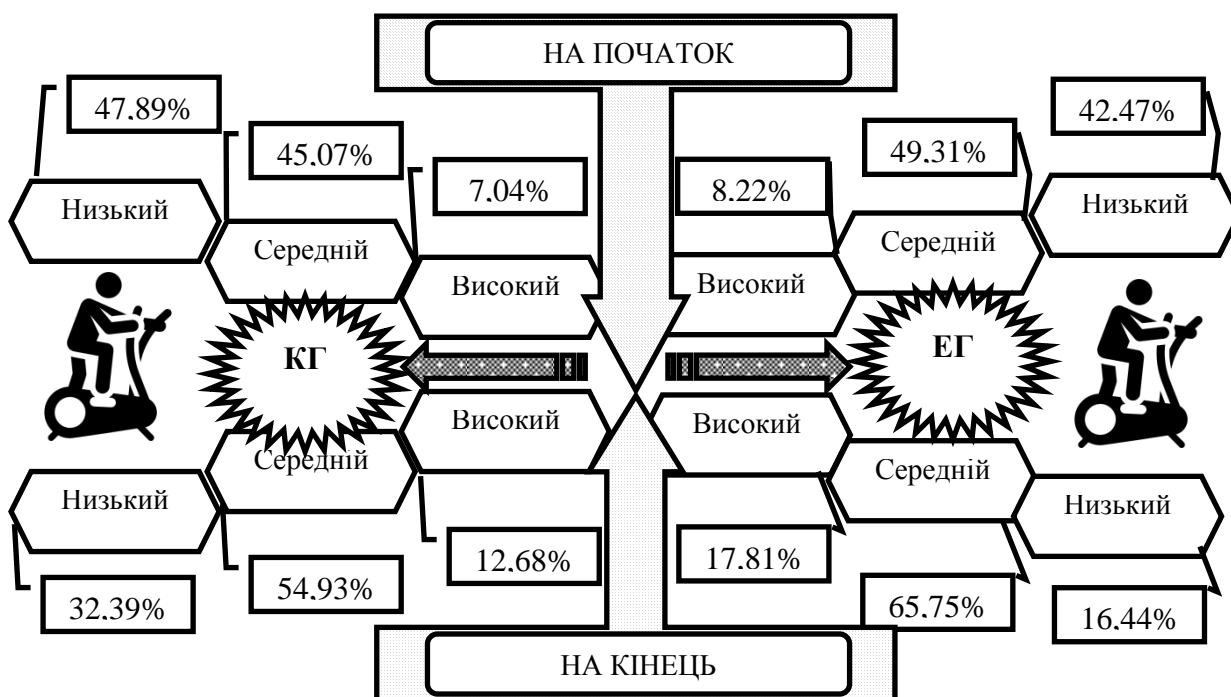 НА ПОЧАТОК
47,89%
45,07%
7,04%
8,22%
49,31%
42,47%
Низький
Середній
Високий
Високий
Середній
Низький
КГ
ЕГ
Низький
Середній
Високий
Високий
Середній
Низький
32,39%
54,93%
12,68%
17,81%
65,75%
16,44%
НА КІНЕЦЬ